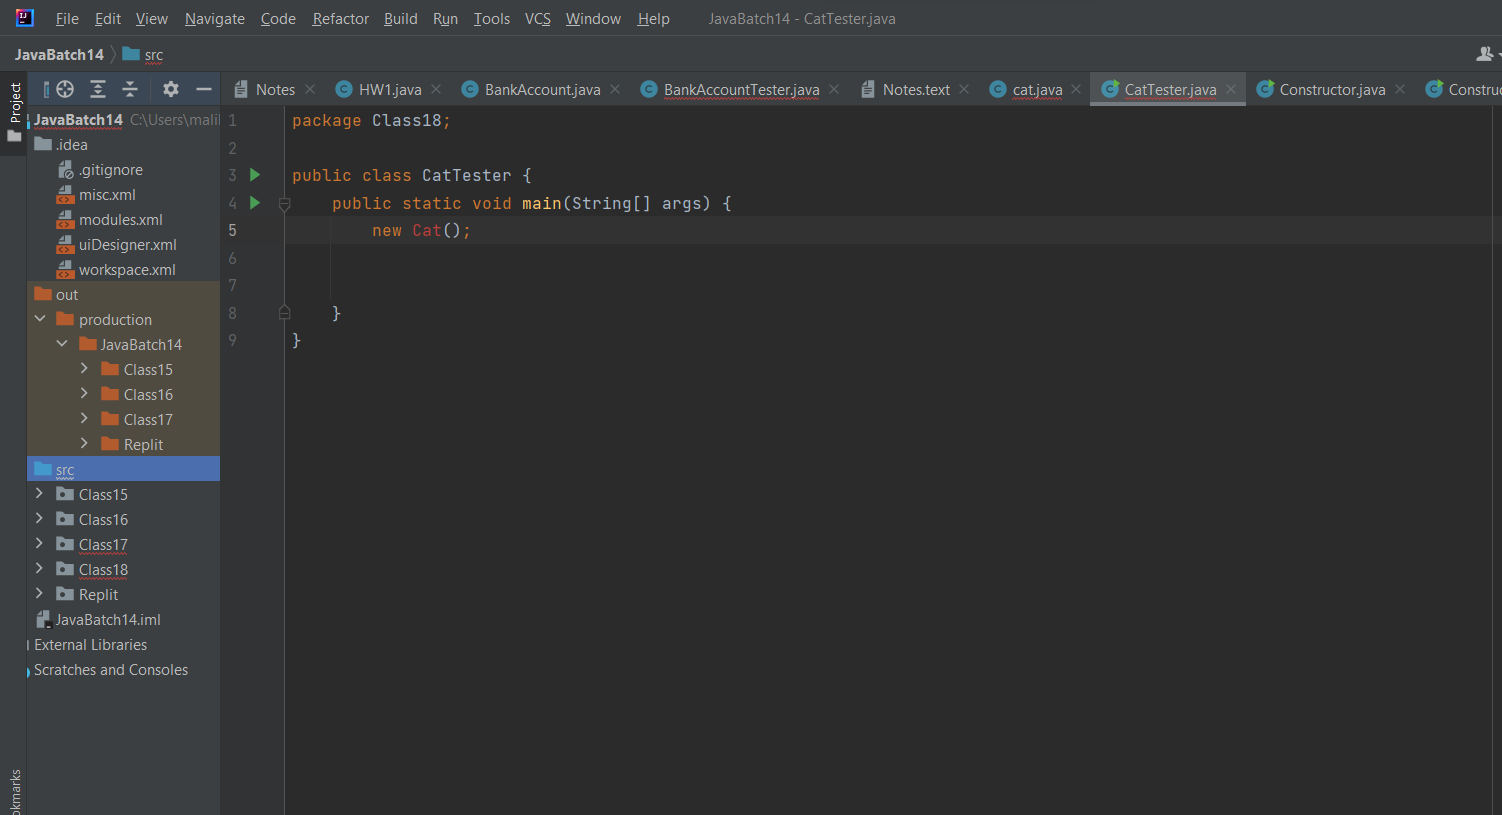 File Edit View Navigate Code Refactor Build Run Tools VCS Window Help JavaBatch14 - CatTester.java
JavaBatch14 src
Notes HW1.java BankAccount.java BankAccountTester.java Notes.text cat.java CatTester.java Constructor.java Constru
Project
JavaBatch14 C:\Users\mali
.idea
.gitignore
misc.xml
modules.xml
uiDesigner.xml
workspace.xml
out
production
JavaBatch14
Class15
Class16
Class17
Replit
src
Class15
Class16
Class17
Class18
Replit
JavaBatch14.iml
External Libraries
Scratches and Consoles
okmarks
1 package Class18;
2
3 public class CatTester {
4 public static void main(String[] args) {
5 new Cat();
6
7
8 }
9 }